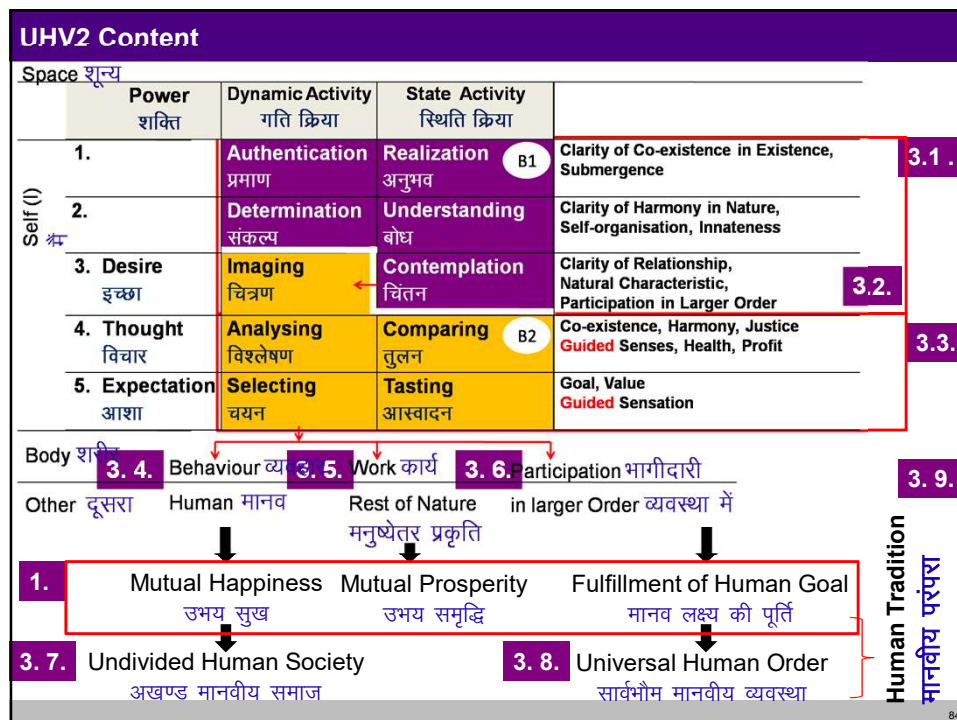 UHV2 Content
Space शून्य
Power Dynamic Activity State Activity
शक्ति गति क्रिया स्थिति क्रिया
Self (I)
मैं
1. Authentication Realization B1 Clarity of Co-existence in Existence,
प्रमाण अनुभव Submergence
3.1 .
2. Determination Understanding Clarity of Harmony in Nature,
संकल्प बोध Self-organisation, Innateness
3. Desire Imaging Contemplation Clarity of Relationship,
इच्छा चित्रण चिंतन Natural Characteristic,
Participation in Larger Order
3.2.
4. Thought Analysing Comparing B2 Co-existence, Harmony, Justice
विचार विश्लेषण तुलन Guided Senses, Health, Profit
3.3.
5. Expectation Selecting Tasting Goal, Value
आशा चयन आस्वादन Guided Sensation
Body शरीर 3. 4. Behaviour व्यवहार 3. 5. Work कार्य 3. 6. Participation भागीदारी
3. 9.
Other दूसरा Human मानव Rest of Nature in larger Order व्यवस्था में
मनुष्येतर प्रकृति
1. Mutual Happiness Mutual Prosperity Fulfillment of Human Goal
उभय सुख उभय समृद्धि मानव लक्ष्य की पूर्ति
3. 7. Undivided Human Society 3. 8. Universal Human Order
अखण्ड मानवीय समाज सार्वभौम मानवीय व्यवस्था
Human Tradition
मानवीय परंपरा
84